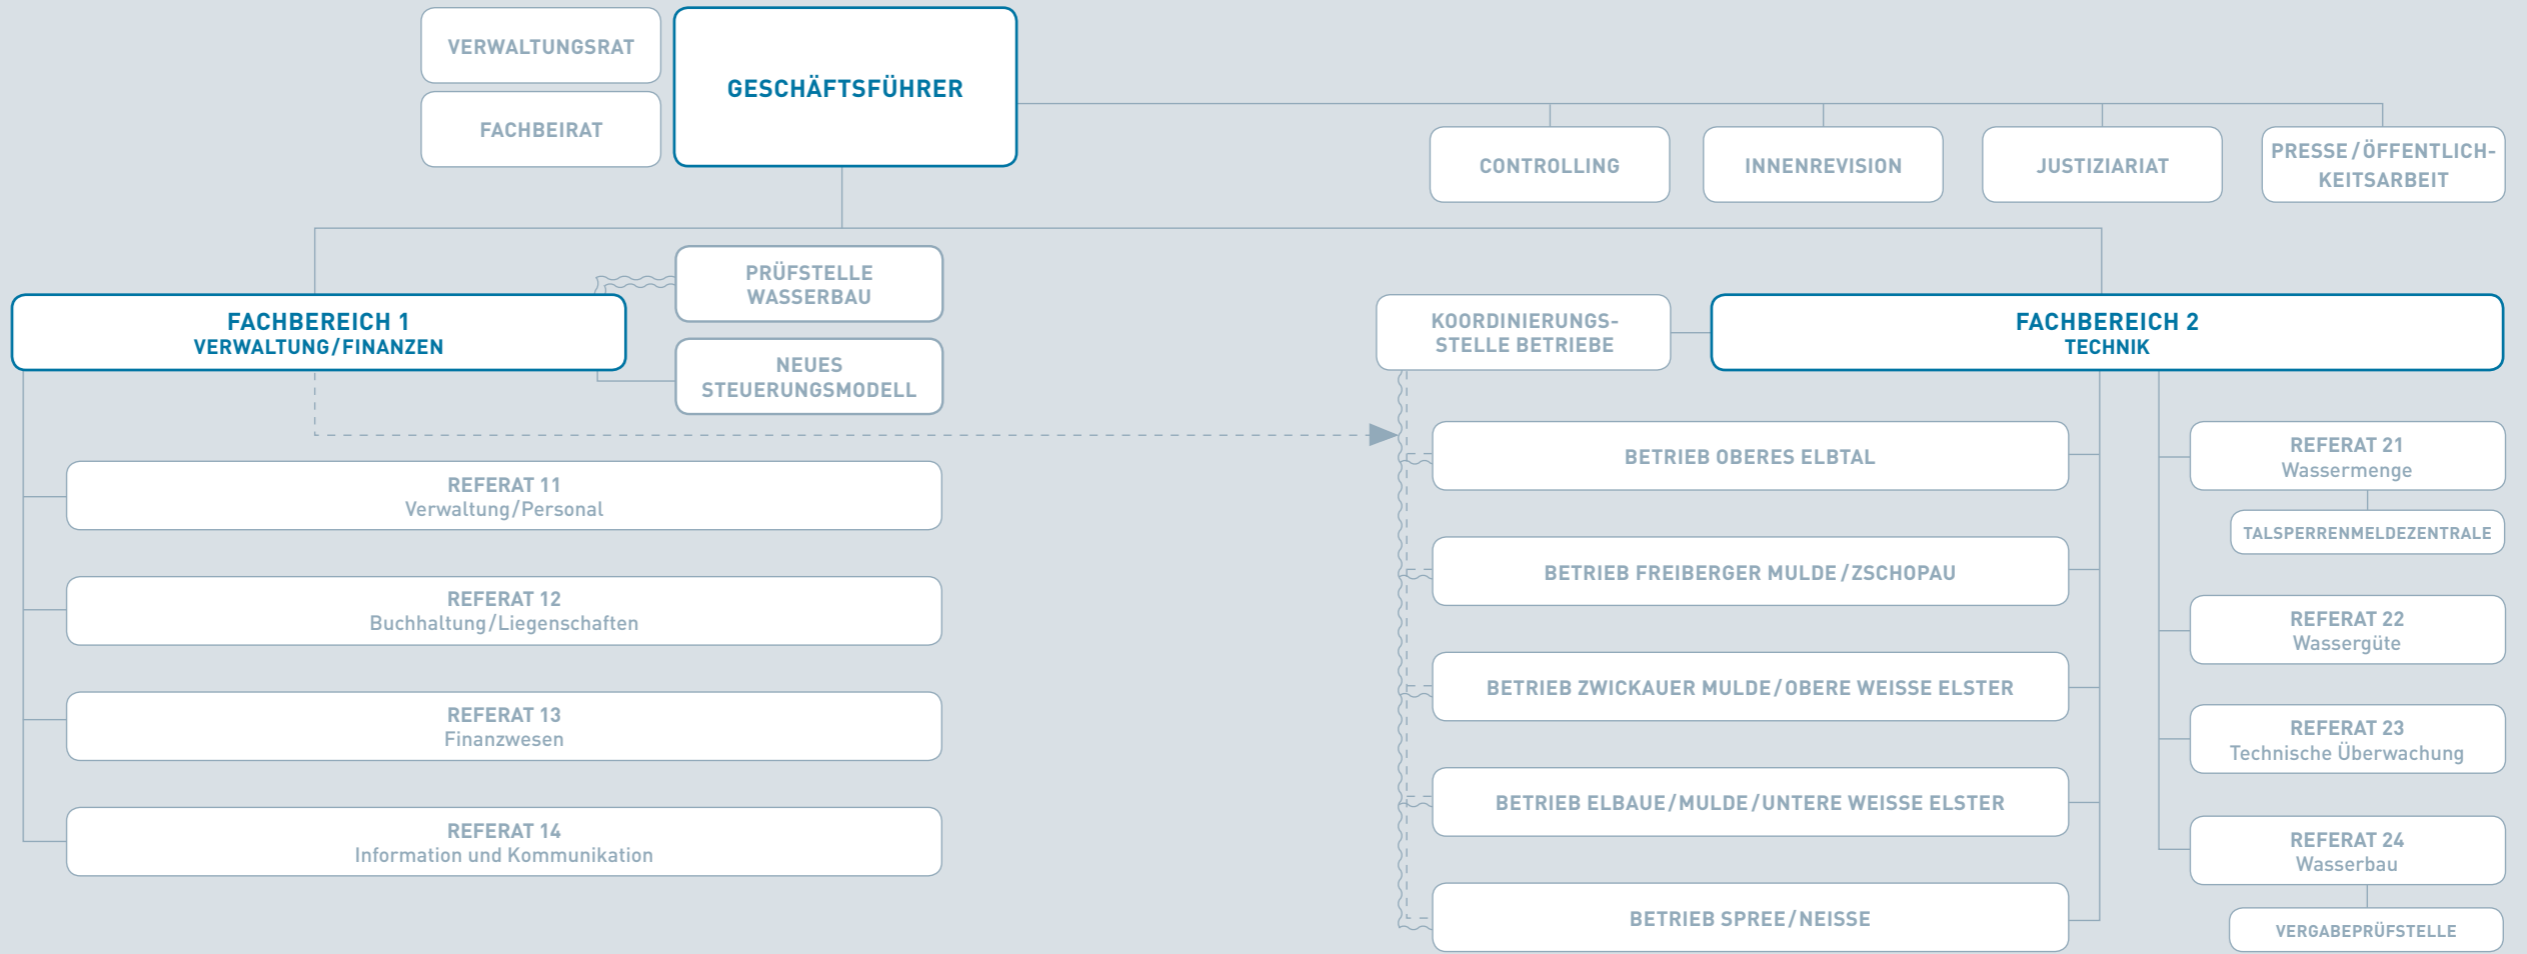 VERWALTUNGSRAT
FACHBEIRAT
GESCHÄFTSFÜHRER
CONTROLLING
INNENREVISION
JUSTIZIARIAT
PRESSE/ÖFFENTLICH-
KEITSARBEIT
FACHBEREICH 1
VERWALTUNG/FINANZEN
PRÜFSTELLE
WASSERBAU
NEUES
STEUERUNGSMODELL
REFERAT 11
Verwaltung/Personal
REFERAT 12
Buchhaltung/Liegenschaften
REFERAT 13
Finanzwesen
REFERAT 14
Information und Kommunikation
KOORDINIERUNGS-
STELLE BETRIEBE
FACHBEREICH 2
TECHNIK
BETRIEB OBERES ELBTAL
BETRIEB FREIBERGER MULDE/ZSCHOPAU
BETRIEB ZWICKAUER MULDE/OBERE WEISSE ELSTER
BETRIEB ELBAUE/MULDE/UNTERE WEISSE ELSTER
BETRIEB SPREE/NEISSE
REFERAT 21
Wassermenge
TALSPERRENMELDEZENTRALE
REFERAT 22
Wassergüte
REFERAT 23
Technische Überwachung
REFERAT 24
Wasserbau
VERGABEPRÜFSTELLE